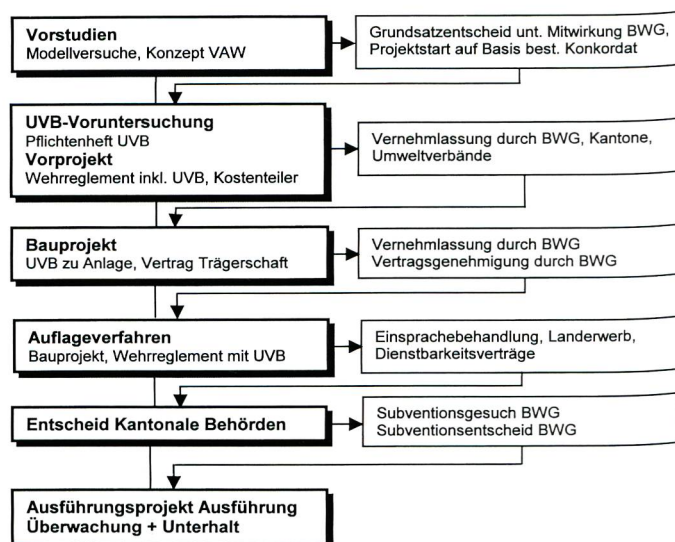 Vorstudien
Modellversuche, Konzept VAW
Grundsatzentscheid unt. Mitwirkung BWG,
Projektstart auf Basis best. Konkordat
UVB-Voruntersuchung
Pflichtenheft UVB
Vorprojekt
Wehrreglement inkl. UVB, Kostenteiler
Vernehmlassung durch BWG, Kantone,
Umweltverbände
Bauprojekt
UVB zu Anlage, Vertrag Trägerschaft
Vernehmlassung durch BWG
Vertragsgenehmigung durch BWG
Auflageverfahren
Bauprojekt, Wehrreglement mit UVB
Einsprachebehandlung, Landerwerb,
Dienstbarkeitsverträge
Entscheid Kantonale Behörden
Subventionsgesuch BWG
Subventionsentscheid BWG
Ausführungsprojekt Ausführung
Überwachung + Unterhalt